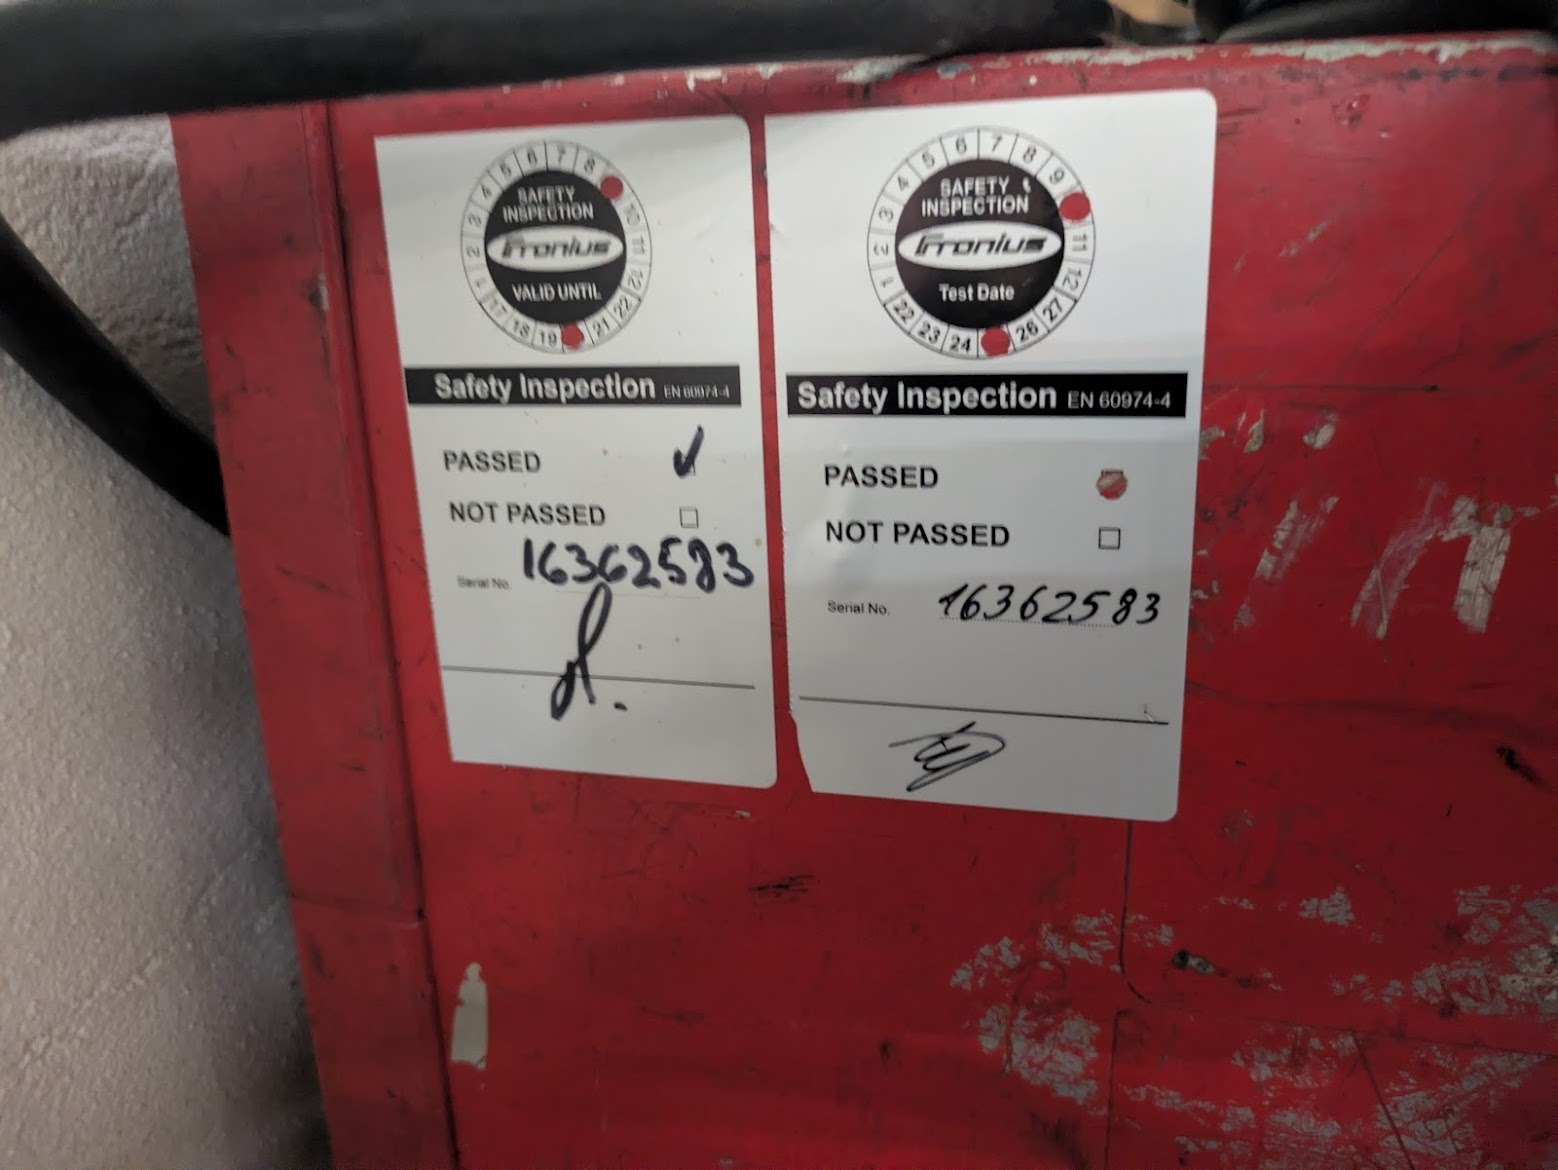 1 2 3 4 5 6 7 8 10 11 12
17 18 19 21 22
SAFETY
INSPECTION
Fronius
VALID UNTIL
Safety Inspection EN 60974-4
PASSED
NOT PASSED
Serial No. 16362583
1 2 3 4 5 6 7 8 9 11 12
22 23 24 26 27
SAFETY
INSPECTION
Fronius
Test Date
Safety Inspection EN 60974-4
PASSED
NOT PASSED
Serial No. 16362583